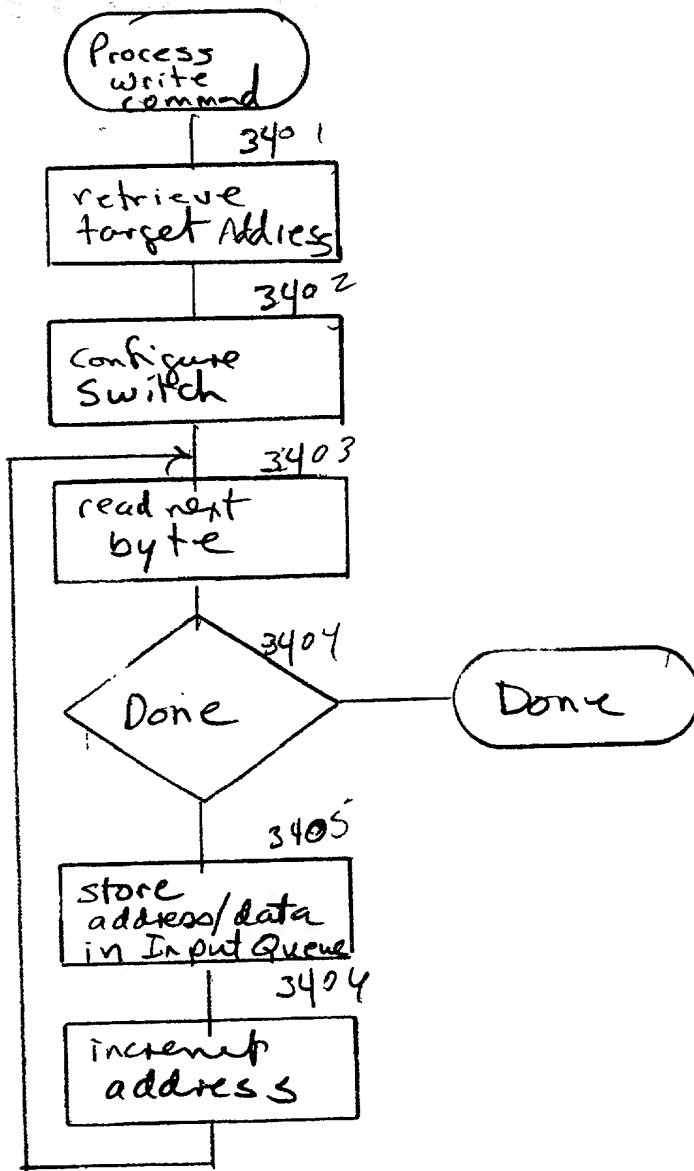 Process
write
command
3401
retrieve
target Address
3402
configure
Switch
3403
read next
byte
3404
Done
Done
3405
store
address/data
in Input Queue
3404
increment
address